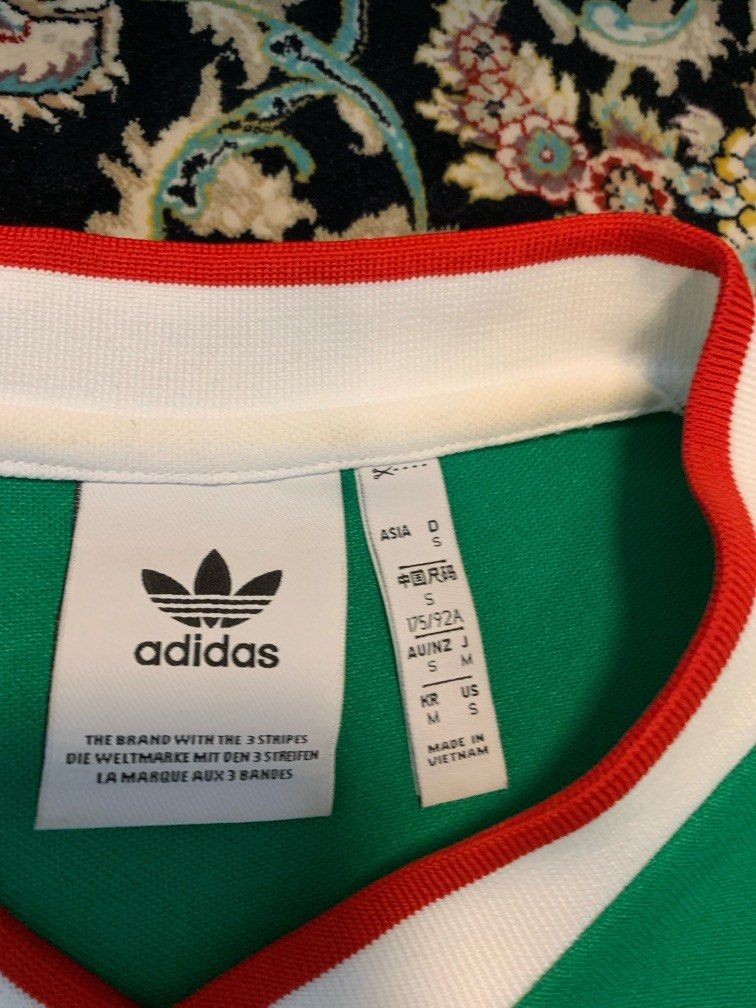 adidas
THE BRAND WITH THE 3 STRIPES
DIE WELTMARKE MIT DEN 3 STREIFEN
LA MARQUE AUX 3 BANDES
ASIA D
S
中国尺码
S
175/92A
AU/NZ J
S M
KR US
M S
MADE IN
VIETNAM